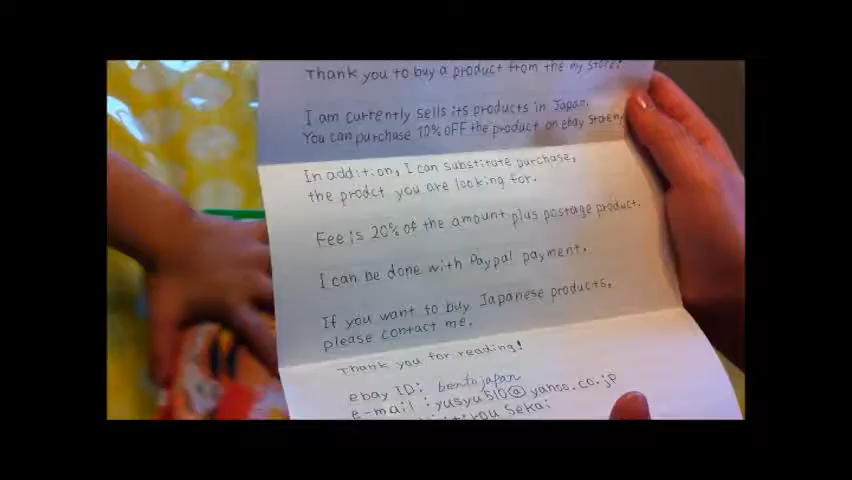 Thank you to buy a product from the my store!
I am currently sells its products in Japan.
You can purchase 10% OFF the product on ebay store
In addition, I can substitute purchase,
the prodct you are looking for.
Fee is 20% of the amount plus postage product.
I can be done with Paypal payment.
If you want to buy Japanese products,
please contact me.
Thank you for reading!
ebay ID: bentojapan
e-mail : yusyu510@yahoo.co.jp
Sekai